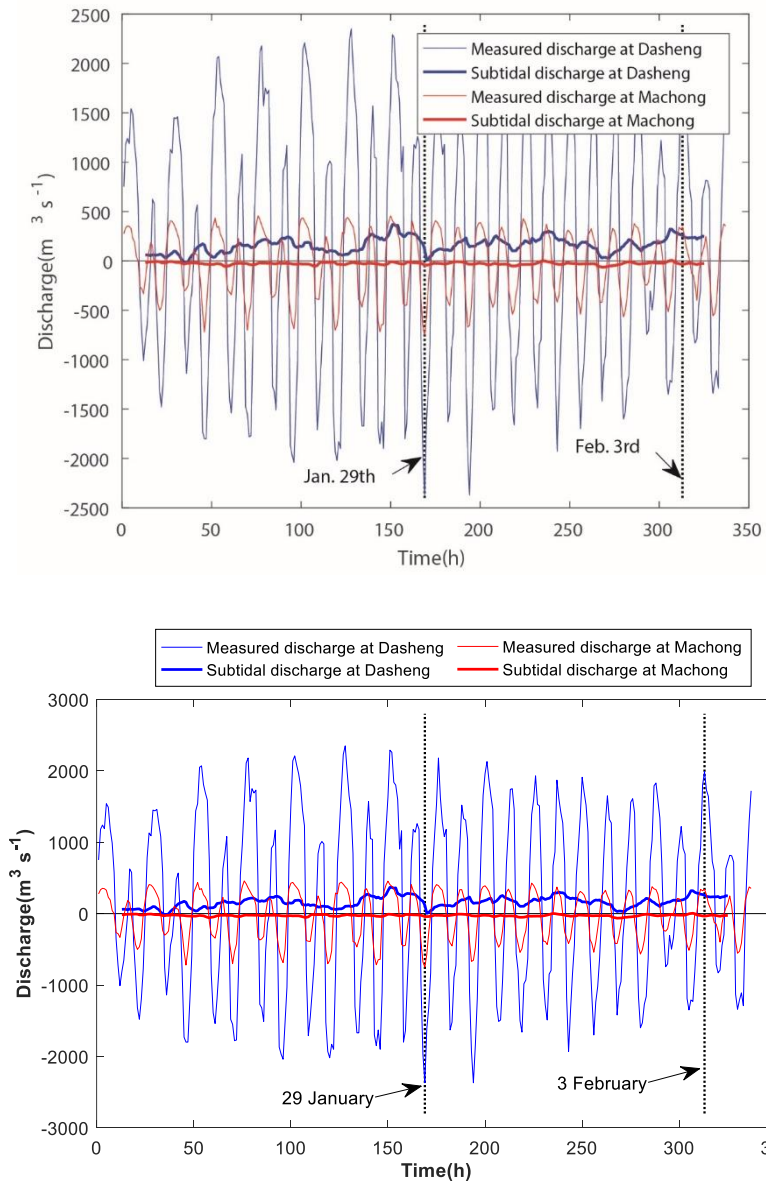 2500
2000
1500
1000
500
0
-500
-1000
-1500
-2000
-2500
Discharge(m³ s⁻¹)
Measured discharge at Dasheng
Subtidal discharge at Dasheng
Measured discharge at Machong
Subtidal discharge at Machong
Jan. 29th
Feb. 3rd
0 50 100 150 200 250 300 350
Time(h)
Measured discharge at Dasheng Measured discharge at Machong
Subtidal discharge at Dasheng Subtidal discharge at Machong
3000
2000
1000
0
-1000
-2000
-3000
Discharge(m³ s⁻¹)
29 January
3 February
0 50 100 150 200 250 300 3
Time(h)